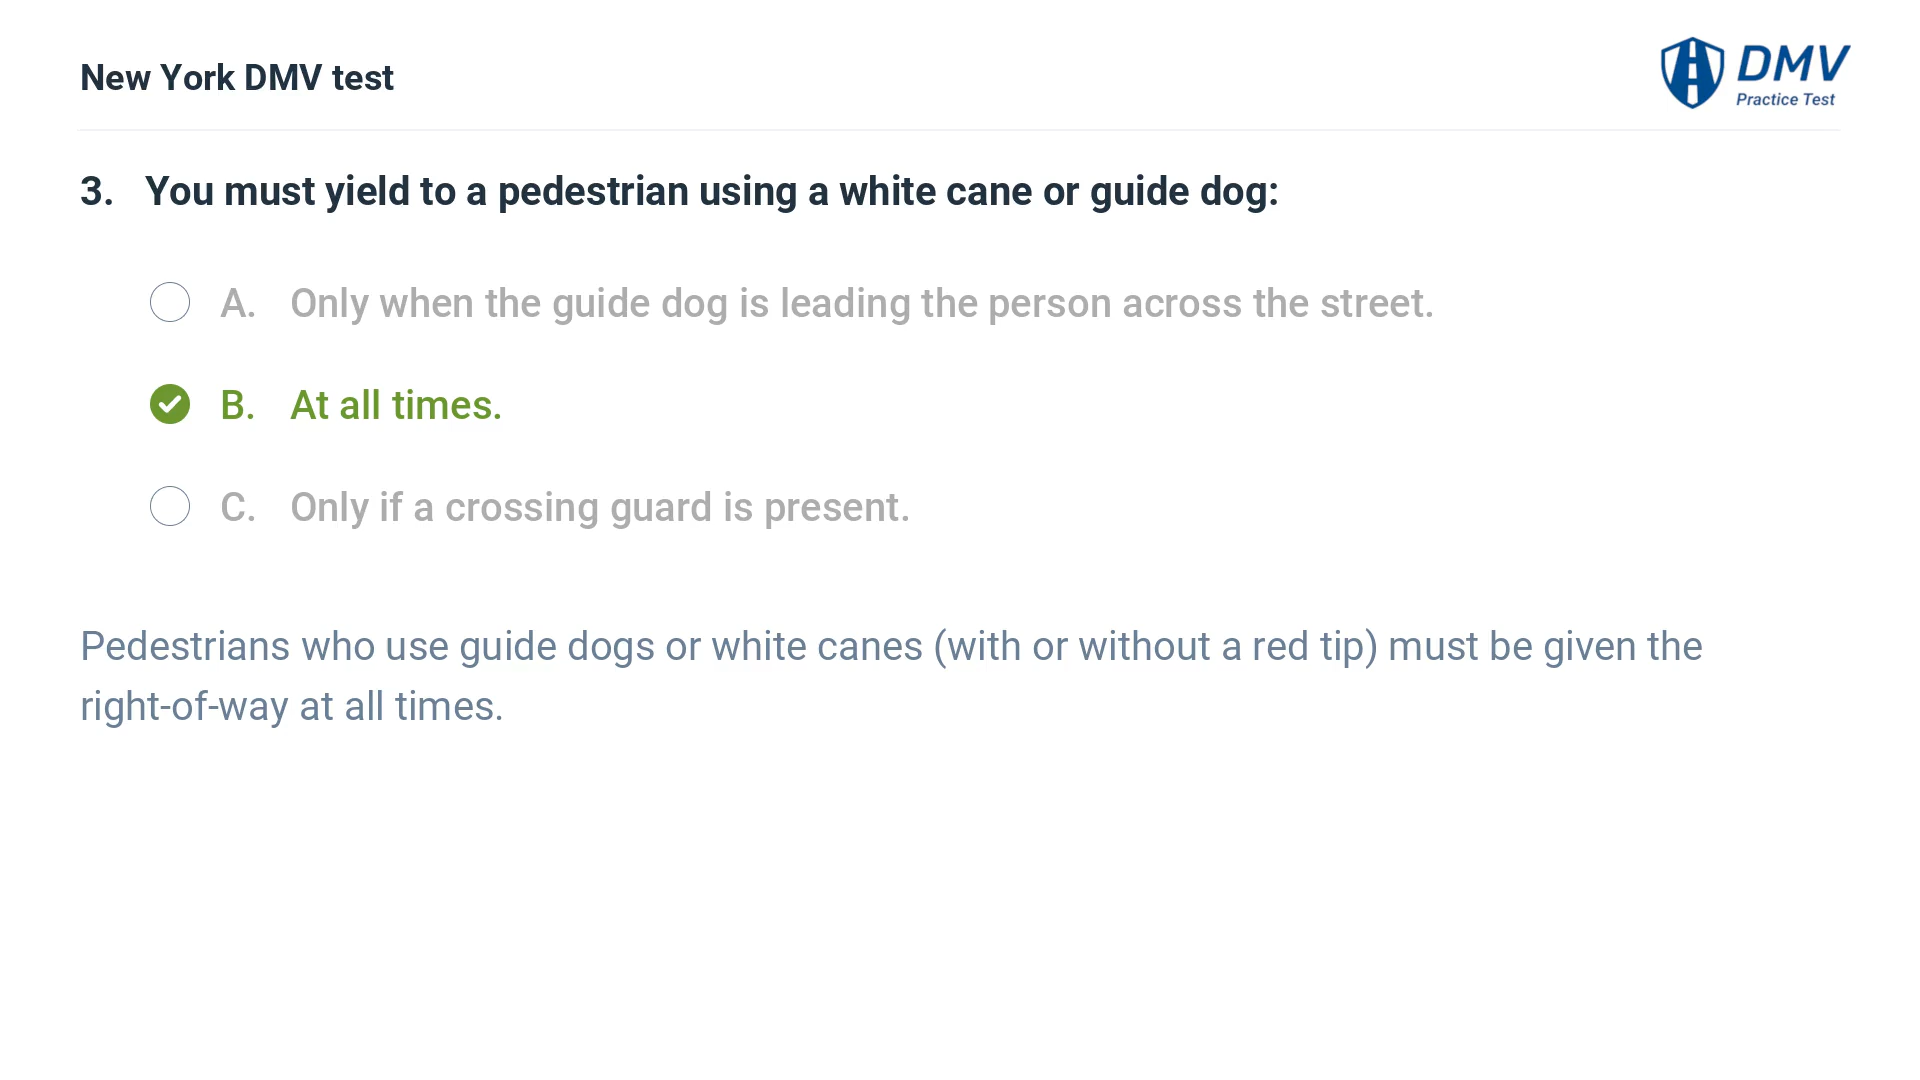 New York DMV test
DMV
Practice Test
3. You must yield to a pedestrian using a white cane or guide dog:
A. Only when the guide dog is leading the person across the street.
B. At all times.
C. Only if a crossing guard is present.
Pedestrians who use guide dogs or white canes (with or without a red tip) must be given the
right-of-way at all times.